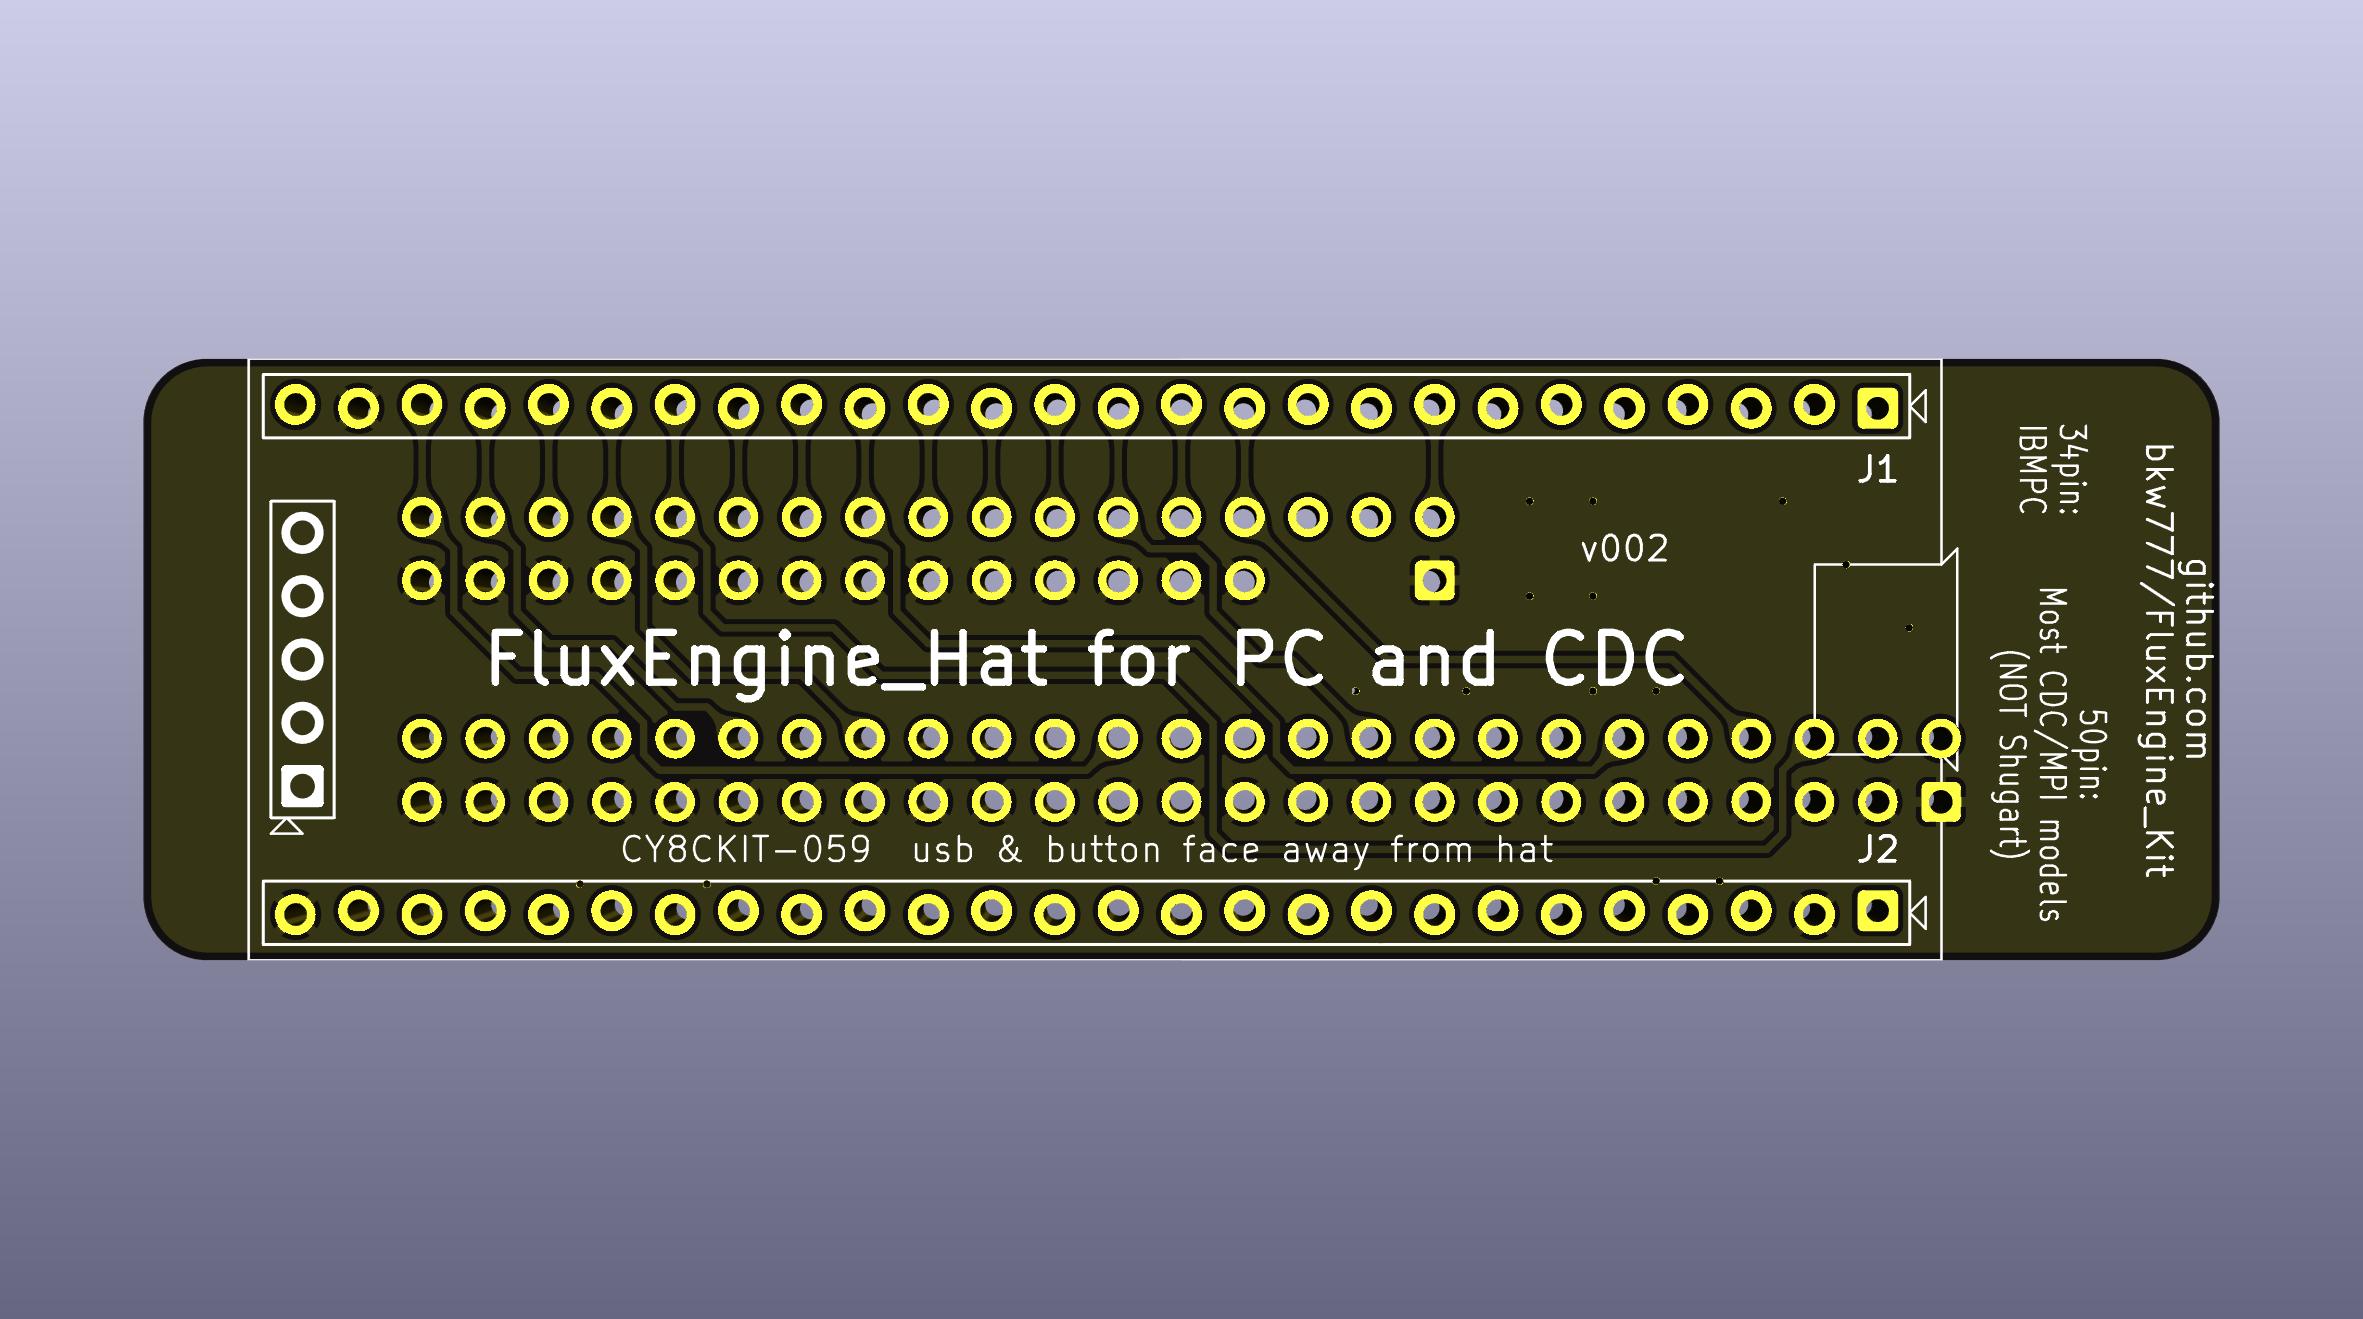 J1
v002
FluxEngine_Hat for PC and CDC
J2
CY8CKIT-059 usb & button face away from hat
34pin:
IBMPC
50pin:
Most CDC/MPI models
(NOT Shugart)
github.com
bkw777/FluxEngine_Kit